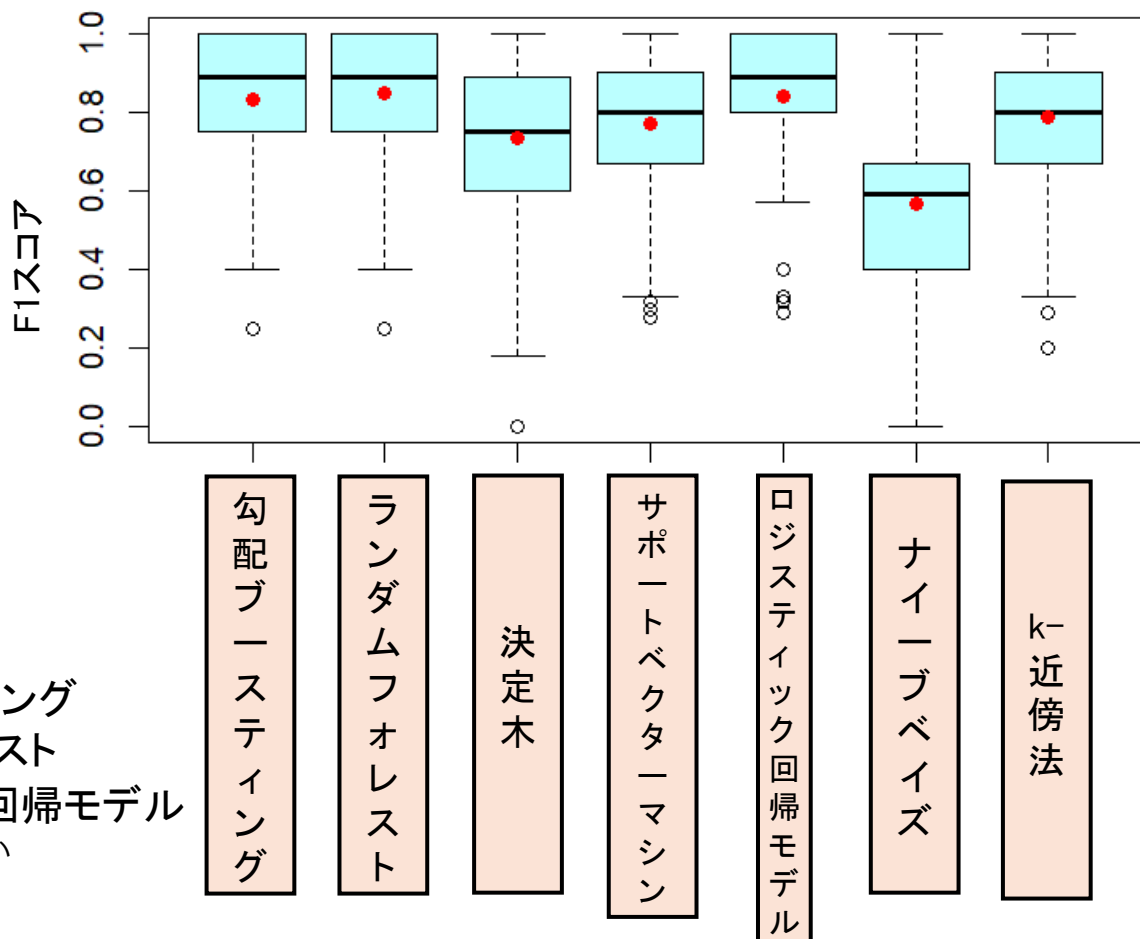 F1スコア
1.0
0.8
0.6
0.4
0.2
0.0
勾配ブースティング
ランダムフォレスト
決定木
サポートベクターマシン
ロジスティック回帰モデル
ナイーブベイズ
k-近傍法
ング
スト
回帰モデル